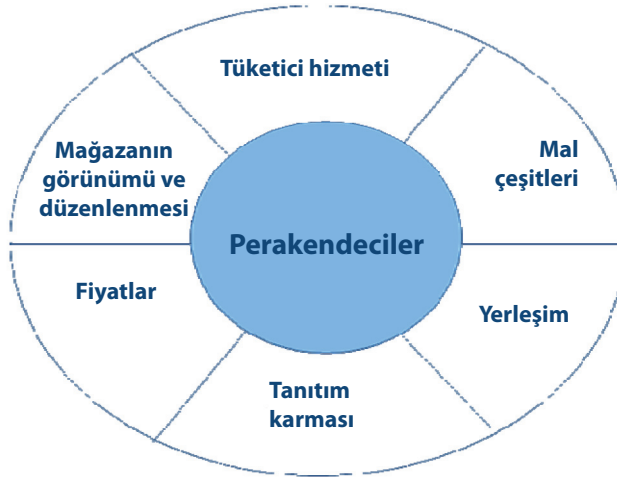 Tüketici hizmeti
Mağazanın
görünümü ve
düzenlenmesi
Mal
çeşitleri
Perakendeciler
Fiyatlar
Yerleşim
Tanıtım
karması